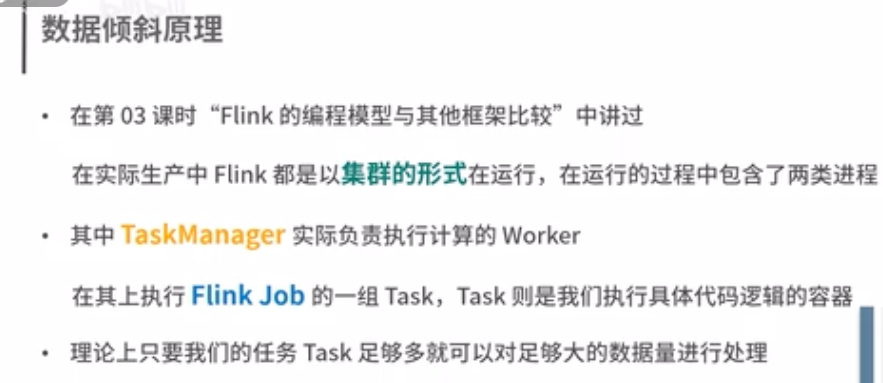 数据倾斜原理
• 在第 03 课时“Flink 的编程模型与其他框架比较”中讲过
在实际生产中 Flink 都是以集群的形式在运行，在运行的过程中包含了两类进程
• 其中 TaskManager 实际负责执行计算的 Worker
在其上执行 Flink Job 的一组 Task，Task 则是我们执行具体代码逻辑的容器
• 理论上只要我们的任务 Task 足够多就可以对足够大的数据量进行处理